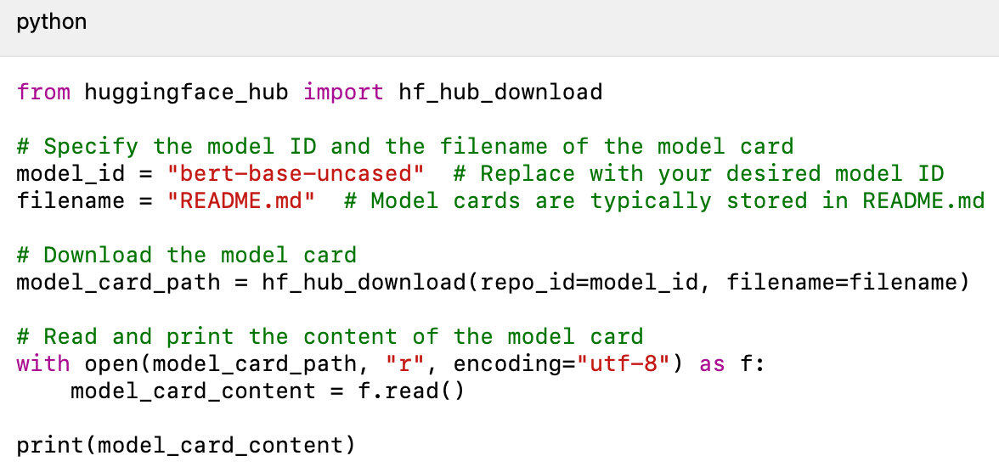 python
from huggingface_hub import hf_hub_download
# Specify the model ID and the filename of the model card
model_id = "bert-base-uncased"  # Replace with your desired model ID
filename = "README.md"  # Model cards are typically stored in README.md
# Download the model card
model_card_path = hf_hub_download(repo_id=model_id, filename=filename)
# Read and print the content of the model card
with open(model_card_path, "r", encoding="utf-8") as f:
    model_card_content = f.read()
print(model_card_content)